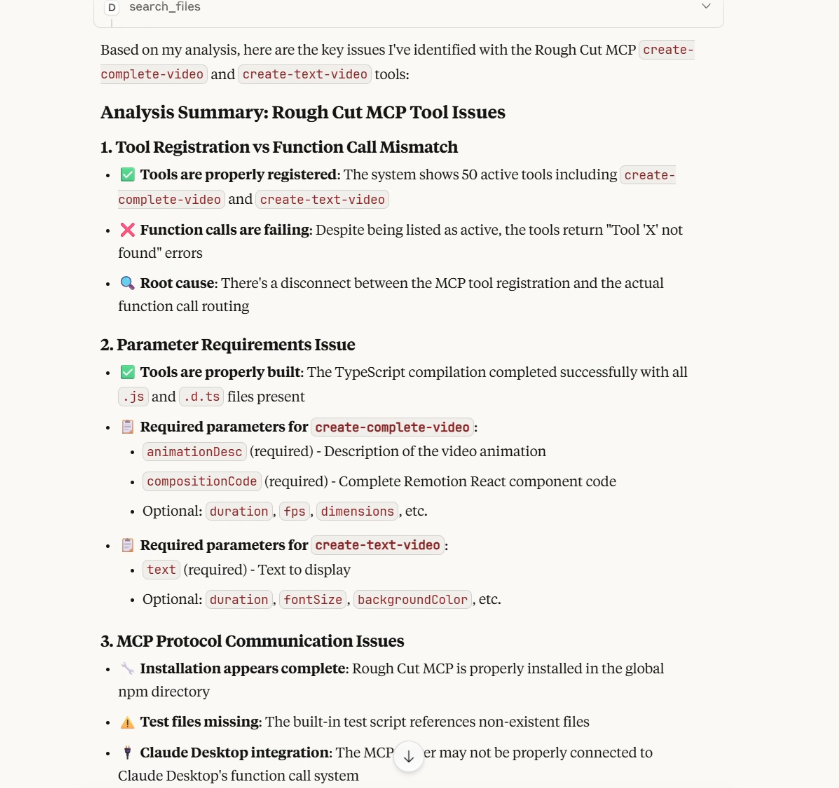 D search_files
Based on my analysis, here are the key issues I've identified with the Rough Cut MCP create-
complete-video and create-text-video tools:
Analysis Summary: Rough Cut MCP Tool Issues
1. Tool Registration vs Function Call Mismatch
• ✅ Tools are properly registered: The system shows 50 active tools including create-
complete-video and create-text-video
• ❌ Function calls are failing: Despite being listed as active, the tools return "Tool 'X' not
found" errors
• 🔍 Root cause: There's a disconnect between the MCP tool registration and the actual
function call routing
2. Parameter Requirements Issue
• ✅ Tools are properly built: The TypeScript compilation completed successfully with all
.js and .d.ts files present
• 📋 Required parameters for create-complete-video:
• animationDesc (required) - Description of the video animation
• compositionCode (required) - Complete Remotion React component code
• Optional: duration, fps, dimensions, etc.
• 📋 Required parameters for create-text-video:
• text (required) - Text to display
• Optional: duration, fontSize, backgroundColor, etc.
3. MCP Protocol Communication Issues
• 🔧 Installation appears complete: Rough Cut MCP is properly installed in the global
npm directory
• ⚠️ Test files missing: The built-in test script references non-existent files
• 🔌 Claude Desktop integration: The MCP er may not be properly connected to
Claude Desktop's function call system